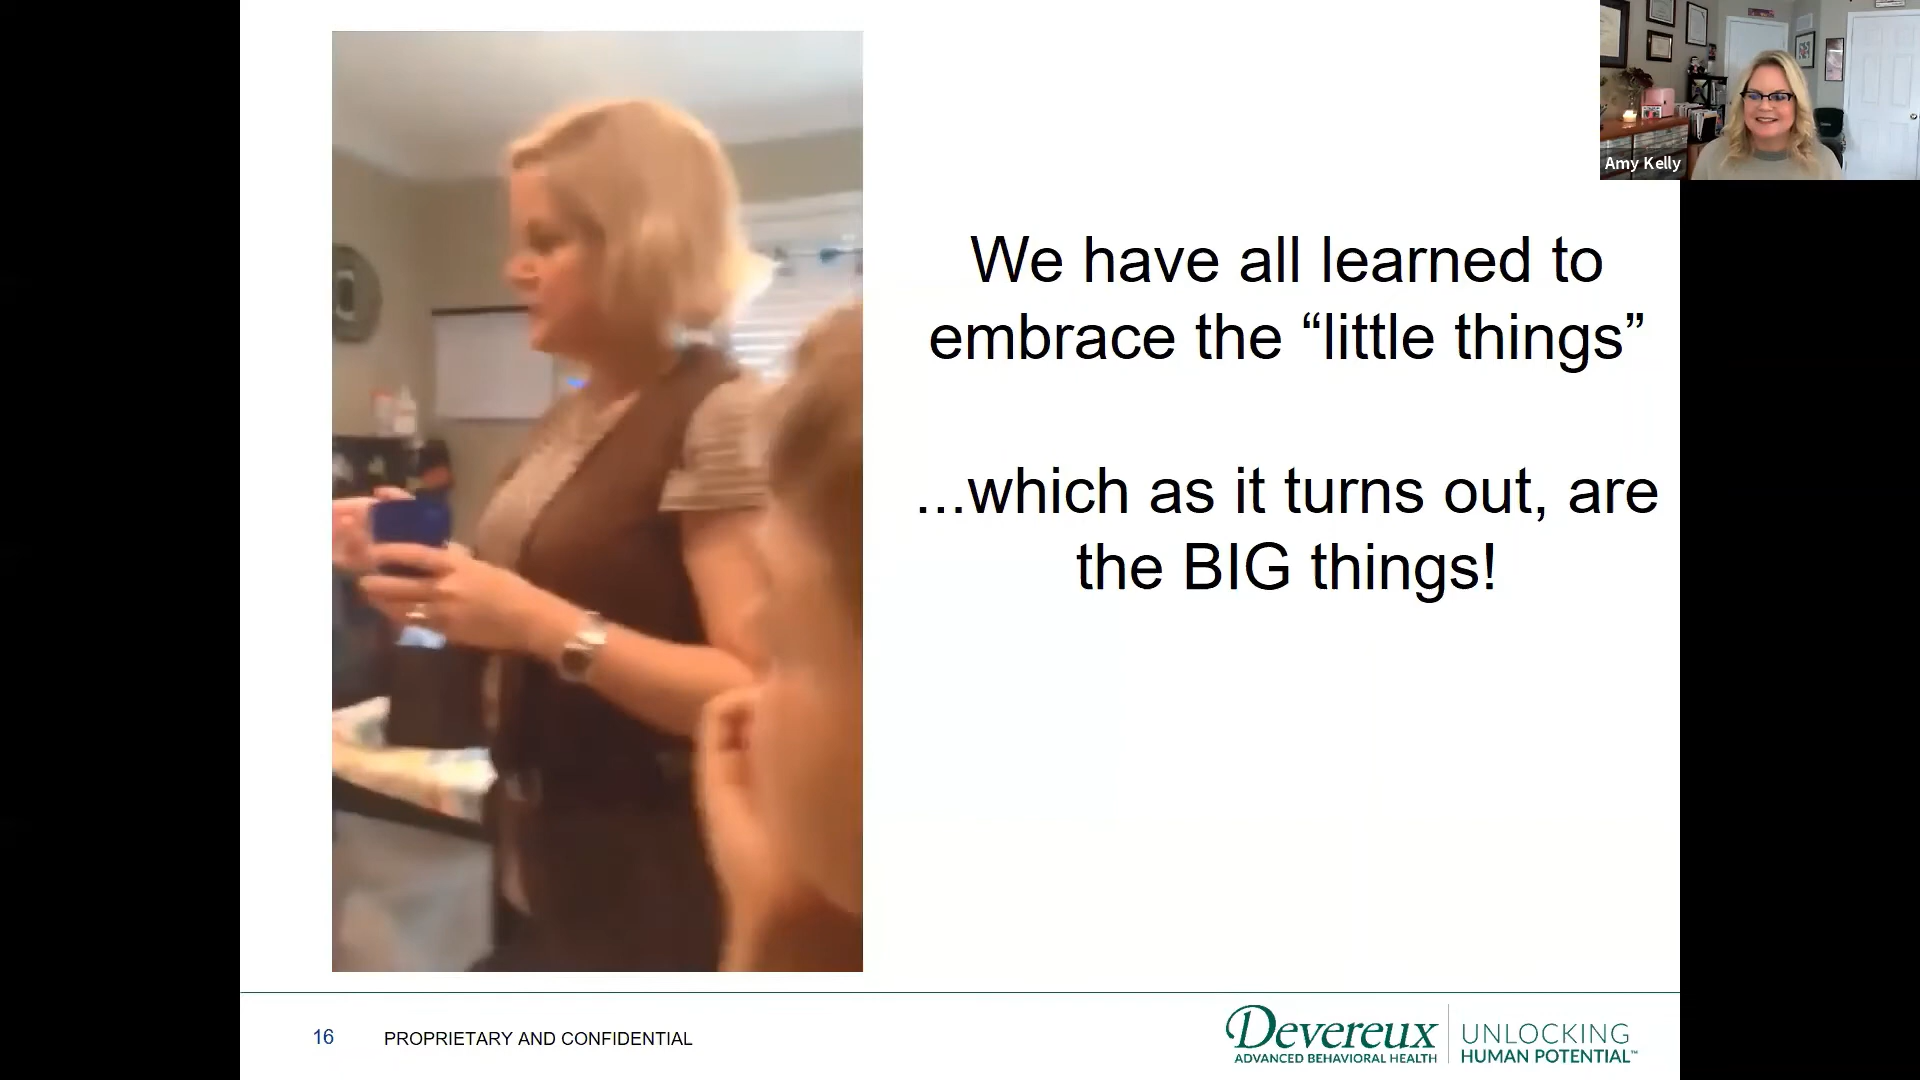 Amy Kelly
We have all learned to
embrace the “little things”
...which as it turns out, are
the BIG things!
16
PROPRIETARY AND CONFIDENTIAL
Devereux
ADVANCED BEHAVIORAL HEALTH
UNLOCKING
HUMAN POTENTIAL™